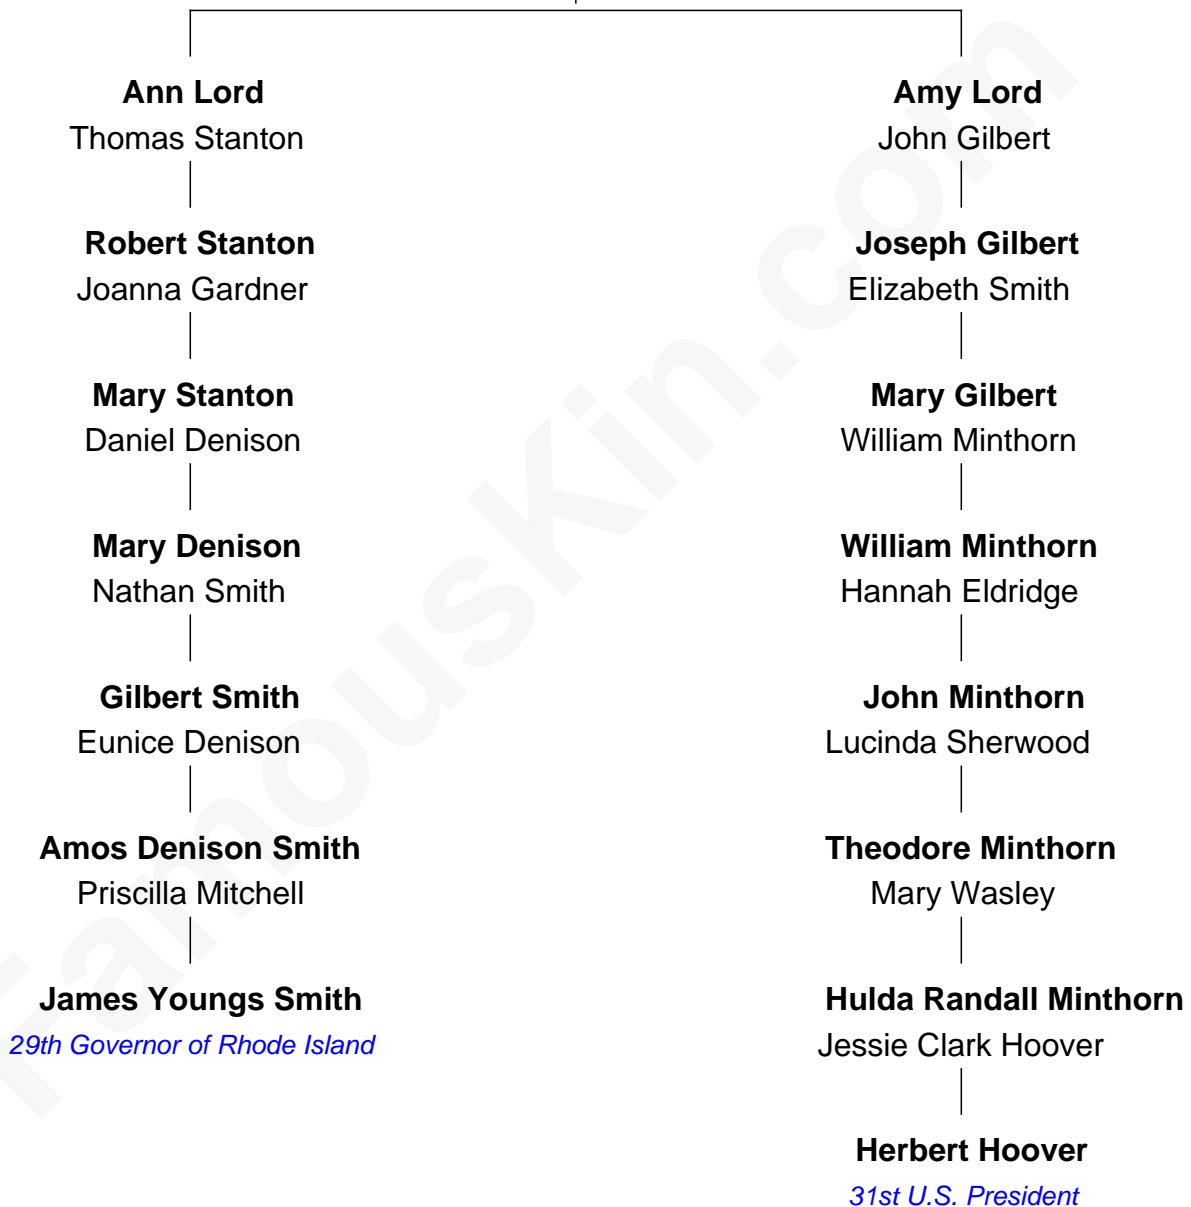 Ann Lord
Thomas Stanton
Robert Stanton
Joanna Gardner
Mary Stanton
Daniel Denison
Mary Denison
Nathan Smith
Gilbert Smith
Eunice Denison
Amos Denison Smith
Priscilla Mitchell
James Youngs Smith
29th Governor of Rhode Island
Amy Lord
John Gilbert
Joseph Gilbert
Elizabeth Smith
Mary Gilbert
William Minthorn
William Minthorn
Hannah Eldridge
John Minthorn
Lucinda Sherwood
Theodore Minthorn
Mary Wasley
Hulda Randall Minthorn
Jessie Clark Hoover
Herbert Hoover
31st U.S. President
FamousKin.com